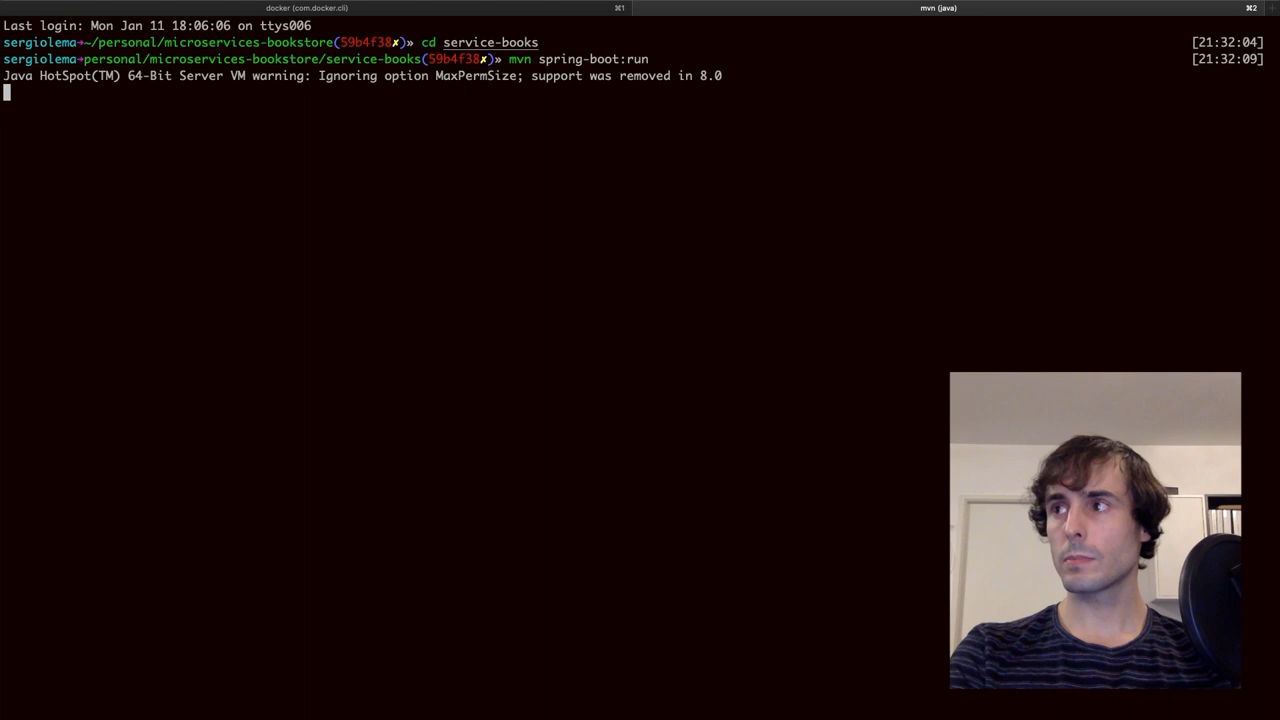 docker (com.docker.cli) ⌘1 mvn (java) ⌘2
Last login: Mon Jan 11 18:06:06 on ttys006
sergiolema→~/personal/microservices-bookstore(59b4f38✗)» cd service-books [21:32:04]
sergiolema→personal/microservices-bookstore/service-books(59b4f38✗)» mvn spring-boot:run [21:32:09]
Java HotSpot(TM) 64-Bit Server VM warning: Ignoring option MaxPermSize; support was removed in 8.0